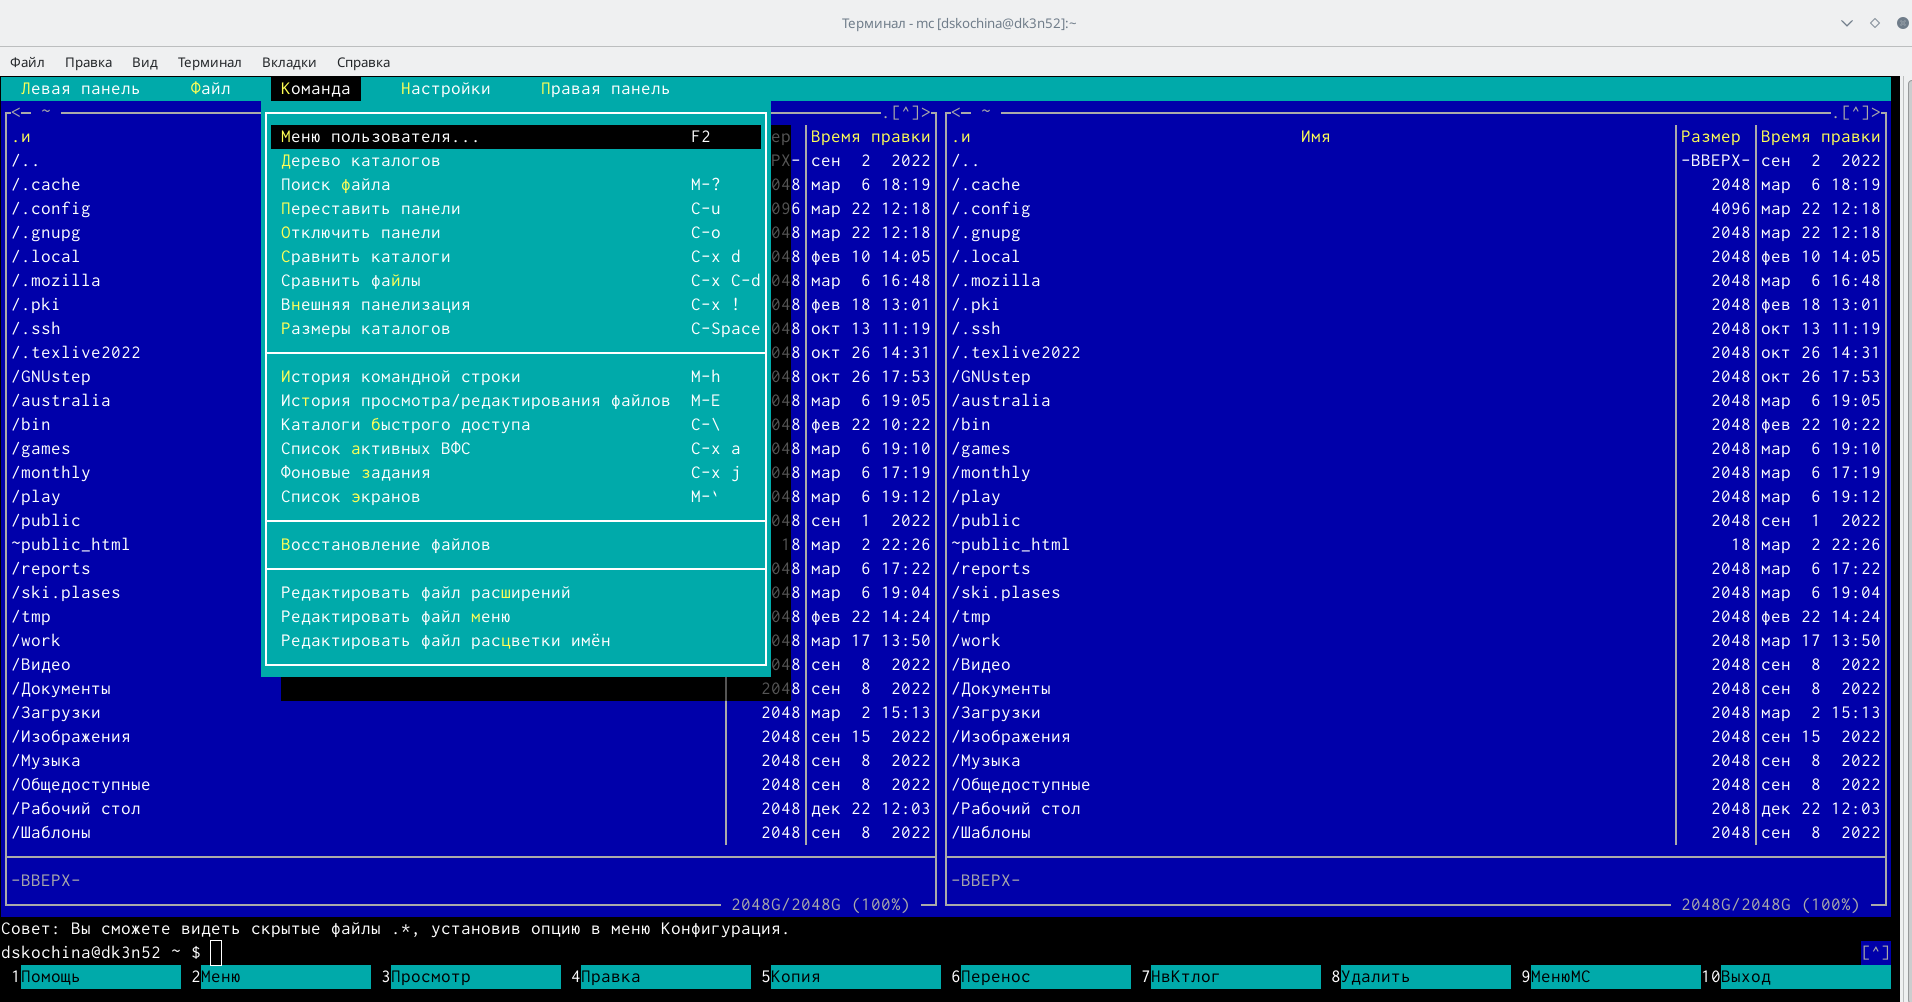 Терминал - mc [dskochina@dk3n52]:~
Файл Правка Вид Терминал Вкладки Справка
Левая панель Файл Команда Настройки Правая панель
<- ~ .[^]> <- ~ .[^]>
.и ер Время правки .и Имя Размер Время правки
Меню пользователя... F2
/.. РХ- сен 2 2022 /.. -ВВЕРХ- сен 2 2022
Дерево каталогов
/.cache 048 мар 6 18:19 /.cache 2048 мар 6 18:19
Поиск файла M-?
/.config 096 мар 22 12:18 /.config 4096 мар 22 12:18
Переставить панели C-u
/.gnupg 048 мар 22 12:18 /.gnupg 2048 мар 22 12:18
Отключить панели C-o
/.local 048 фев 10 14:05 /.local 2048 фев 10 14:05
Сравнить каталоги C-x d
/.mozilla 048 мар 6 16:48 /.mozilla 2048 мар 6 16:48
Сравнить файлы C-x C-d
/.pki 048 фев 18 13:01 /.pki 2048 фев 18 13:01
Внешняя панелизация C-x !
/.ssh 048 окт 13 11:19 /.ssh 2048 окт 13 11:19
Размеры каталогов C-Space
/.texlive2022 048 окт 26 14:31 /.texlive2022 2048 окт 26 14:31
/GNUstep 048 окт 26 17:53 /GNUstep 2048 окт 26 17:53
История командной строки M-h
/australia 048 мар 6 19:05 /australia 2048 мар 6 19:05
История просмотра/редактирования файлов M-E
/bin 048 фев 22 10:22 /bin 2048 фев 22 10:22
Каталоги быстрого доступа C-\
/games 048 мар 6 19:10 /games 2048 мар 6 19:10
Список активных ВФС C-x a
/monthly 048 мар 6 17:19 /monthly 2048 мар 6 17:19
Фоновые задания C-x j
/play 048 мар 6 19:12 /play 2048 мар 6 19:12
Список экранов M-`
/public 048 сен 1 2022 /public 2048 сен 1 2022
~public_html 18 мар 2 22:26 ~public_html 18 мар 2 22:26
Восстановление файлов
/reports 048 мар 6 17:22 /reports 2048 мар 6 17:22
/ski.plases 048 мар 6 19:04 /ski.plases 2048 мар 6 19:04
Редактировать файл расширений
/tmp 048 фев 22 14:24 /tmp 2048 фев 22 14:24
Редактировать файл меню
/work 048 мар 17 13:50 /work 2048 мар 17 13:50
Редактировать файл расцветки имён
/Видео 048 сен 8 2022 /Видео 2048 сен 8 2022
/Документы 2048 сен 8 2022 /Документы 2048 сен 8 2022
/Загрузки 2048 мар 2 15:13 /Загрузки 2048 мар 2 15:13
/Изображения 2048 сен 15 2022 /Изображения 2048 сен 15 2022
/Музыка 2048 сен 8 2022 /Музыка 2048 сен 8 2022
/Общедоступные 2048 сен 8 2022 /Общедоступные 2048 сен 8 2022
/Рабочий стол 2048 дек 22 12:03 /Рабочий стол 2048 дек 22 12:03
/Шаблоны 2048 сен 8 2022 /Шаблоны 2048 сен 8 2022
-ВВЕРХ- -ВВЕРХ-
2048G/2048G (100%) 2048G/2048G (100%)
Совет: Вы сможете видеть скрытые файлы .*, установив опцию в меню Конфигурация.
dskochina@dk3n52 ~ $ [^]
1Помощь 2Меню 3Просмотр 4Правка 5Копия 6Перенос 7НвКтлог 8Удалить 9МенюМС 10Выход